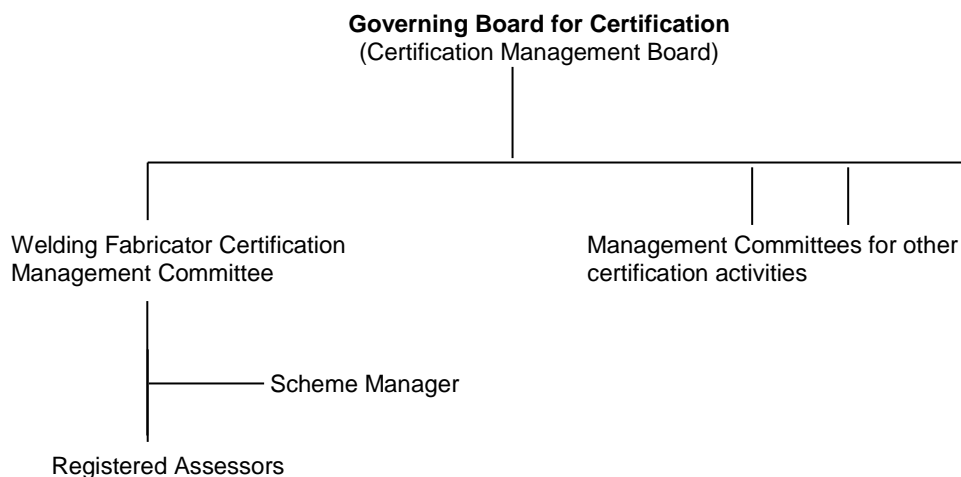 Governing Board for Certification
(Certification Management Board)
Welding Fabricator Certification
Management Committee
Management Committees for other
certification activities
Scheme Manager
Registered Assessors